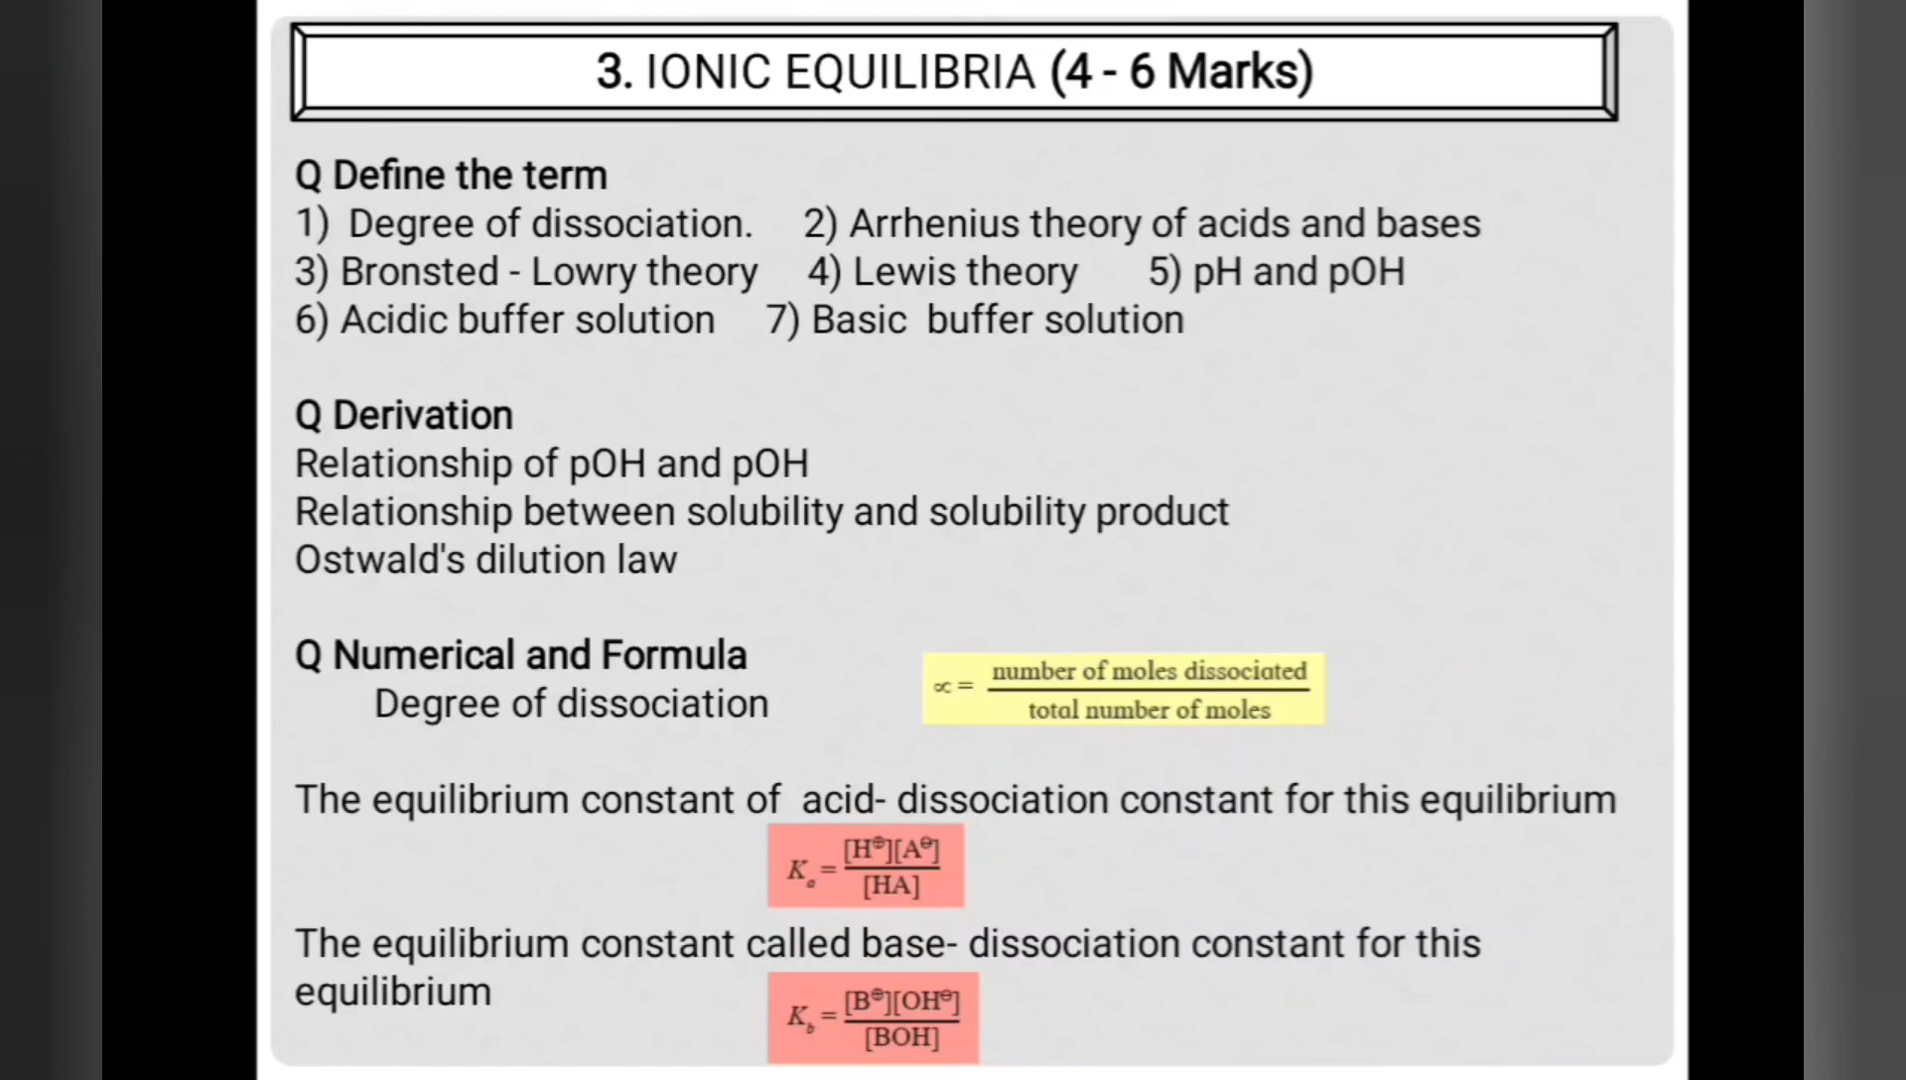 3. IONIC EQUILIBRIA (4 - 6 Marks)
Q Define the term
1) Degree of dissociation. 2) Arrhenius theory of acids and bases
3) Bronsted - Lowry theory 4) Lewis theory 5) pH and pOH
6) Acidic buffer solution 7) Basic buffer solution
Q Derivation
Relationship of pOH and pOH
Relationship between solubility and solubility product
Ostwald's dilution law
Q Numerical and Formula
Degree of dissociation
∝ = number of moles dissociated / total number of moles
The equilibrium constant of acid- dissociation constant for this equilibrium
Kₐ = [H⊕][A⊖] / [HA]
The equilibrium constant called base- dissociation constant for this
equilibrium
K_b = [B⊕][OH⊖] / [BOH]